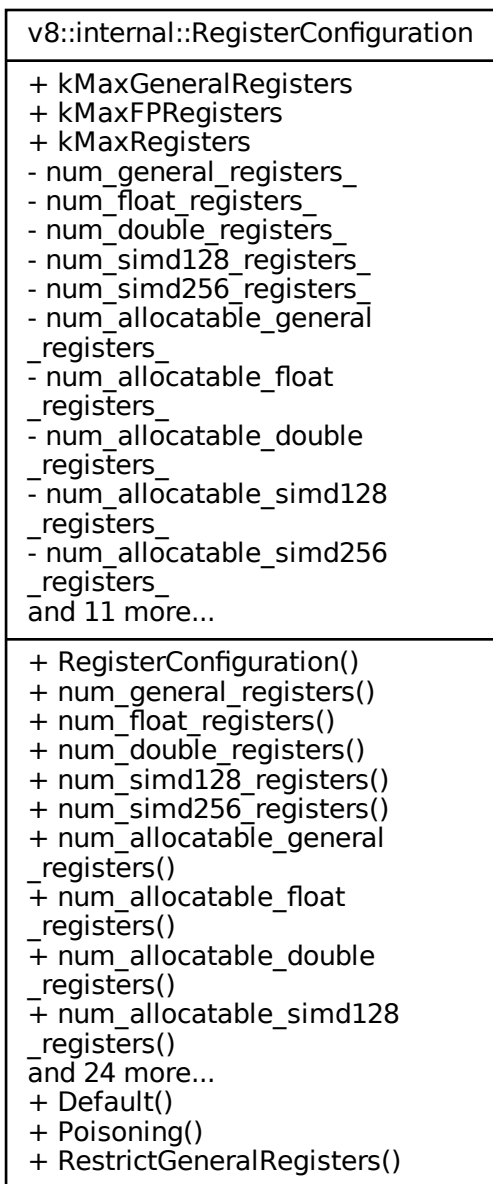 v8::internal::RegisterConfiguration
+ kMaxGeneralRegisters
+ kMaxFPRegisters
+ kMaxRegisters
- num_general_registers_
- num_float_registers_
- num_double_registers_
- num_simd128_registers_
- num_simd256_registers_
- num_allocatable_general
_registers_
- num_allocatable_float
_registers_
- num_allocatable_double
_registers_
- num_allocatable_simd128
_registers_
- num_allocatable_simd256
_registers_
and 11 more...
+ RegisterConfiguration()
+ num_general_registers()
+ num_float_registers()
+ num_double_registers()
+ num_simd128_registers()
+ num_simd256_registers()
+ num_allocatable_general
_registers()
+ num_allocatable_float
_registers()
+ num_allocatable_double
_registers()
+ num_allocatable_simd128
_registers()
and 24 more...
+ Default()
+ Poisoning()
+ RestrictGeneralRegisters()